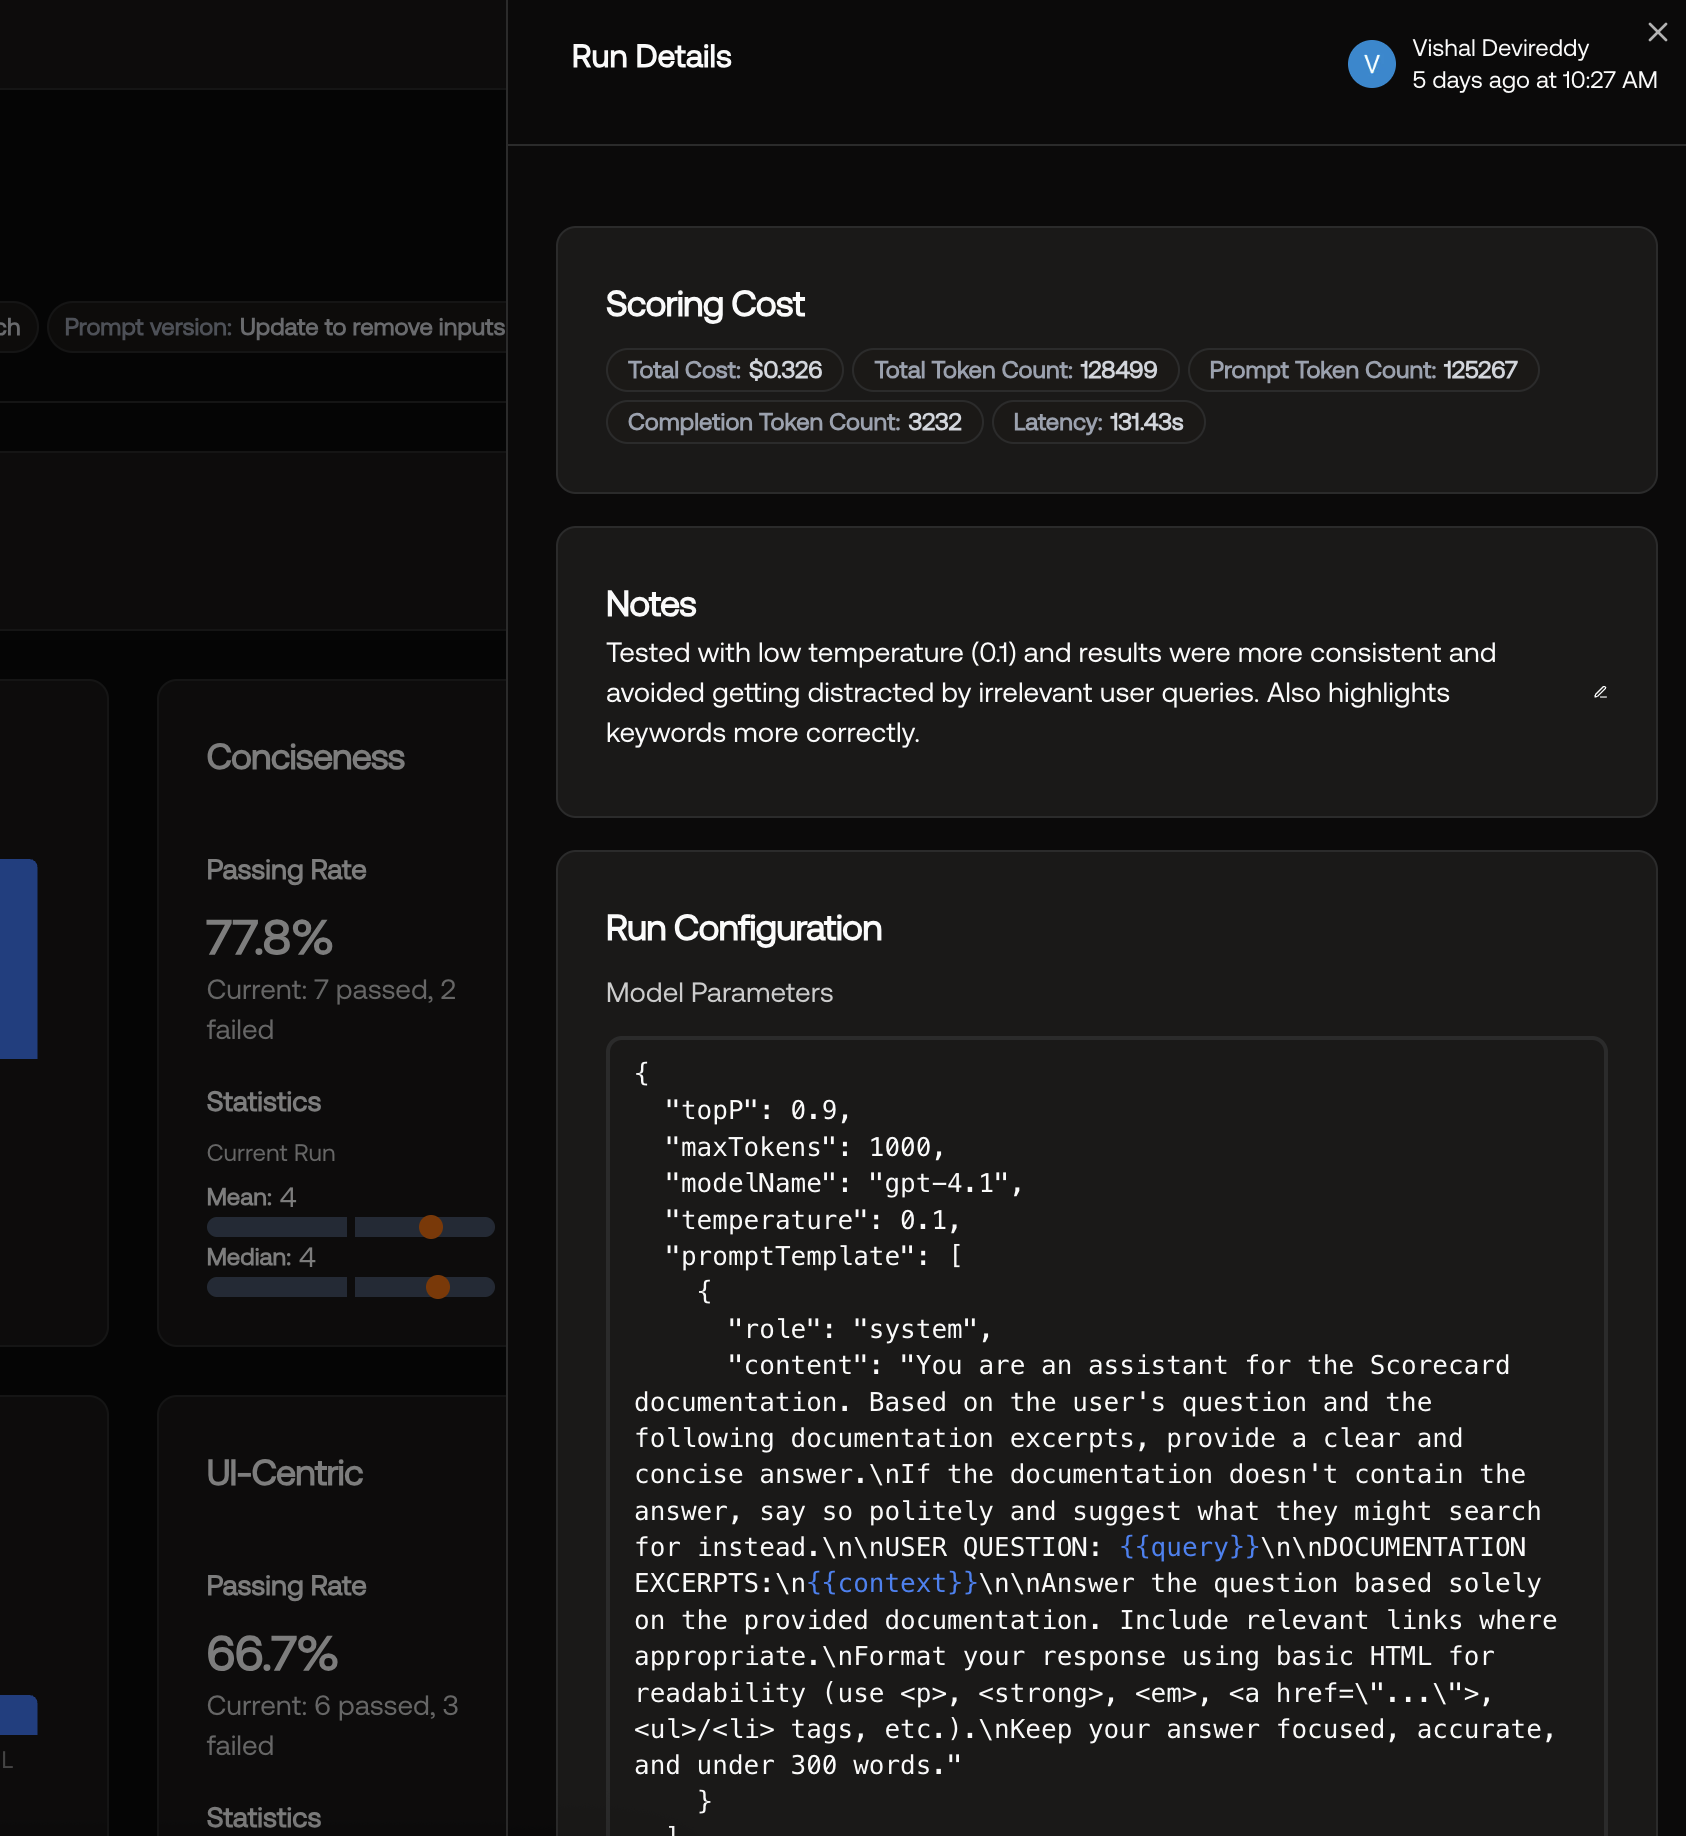 Run Details
V
Vishal Devireddy
5 days ago at 10:27 AM
ch
Prompt version: Update to remove inputs
Scoring Cost
Total Cost: $0.326
Total Token Count: 128499
Prompt Token Count: 125267
Completion Token Count: 3232
Latency: 131.43s
Notes
Tested with low temperature (0.1) and results were more consistent and
avoided getting distracted by irrelevant user queries. Also highlights
keywords more correctly.
Conciseness
Passing Rate
77.8%
Current: 7 passed, 2
failed
Statistics
Current Run
Mean: 4
Median: 4
UI-Centric
Passing Rate
66.7%
Current: 6 passed, 3
failed
Statistics
L
Run Configuration
Model Parameters
{
"topP": 0.9,
"maxTokens": 1000,
"modelName": "gpt-4.1",
"temperature": 0.1,
"promptTemplate": [
{
"role": "system",
"content": "You are an assistant for the Scorecard
documentation. Based on the user's question and the
following documentation excerpts, provide a clear and
concise answer.\nIf the documentation doesn't contain the
answer, say so politely and suggest what they might search
for instead.\n\nUSER QUESTION: {{query}}\n\nDOCUMENTATION
EXCERPTS:\n{{context}}\n\nAnswer the question based solely
on the provided documentation. Include relevant links where
appropriate.\nFormat your response using basic HTML for
readability (use <p>, <strong>, <em>, <a href=\"...\">,
<ul>/<li> tags, etc.).\nKeep your answer focused, accurate,
and under 300 words."
}
]